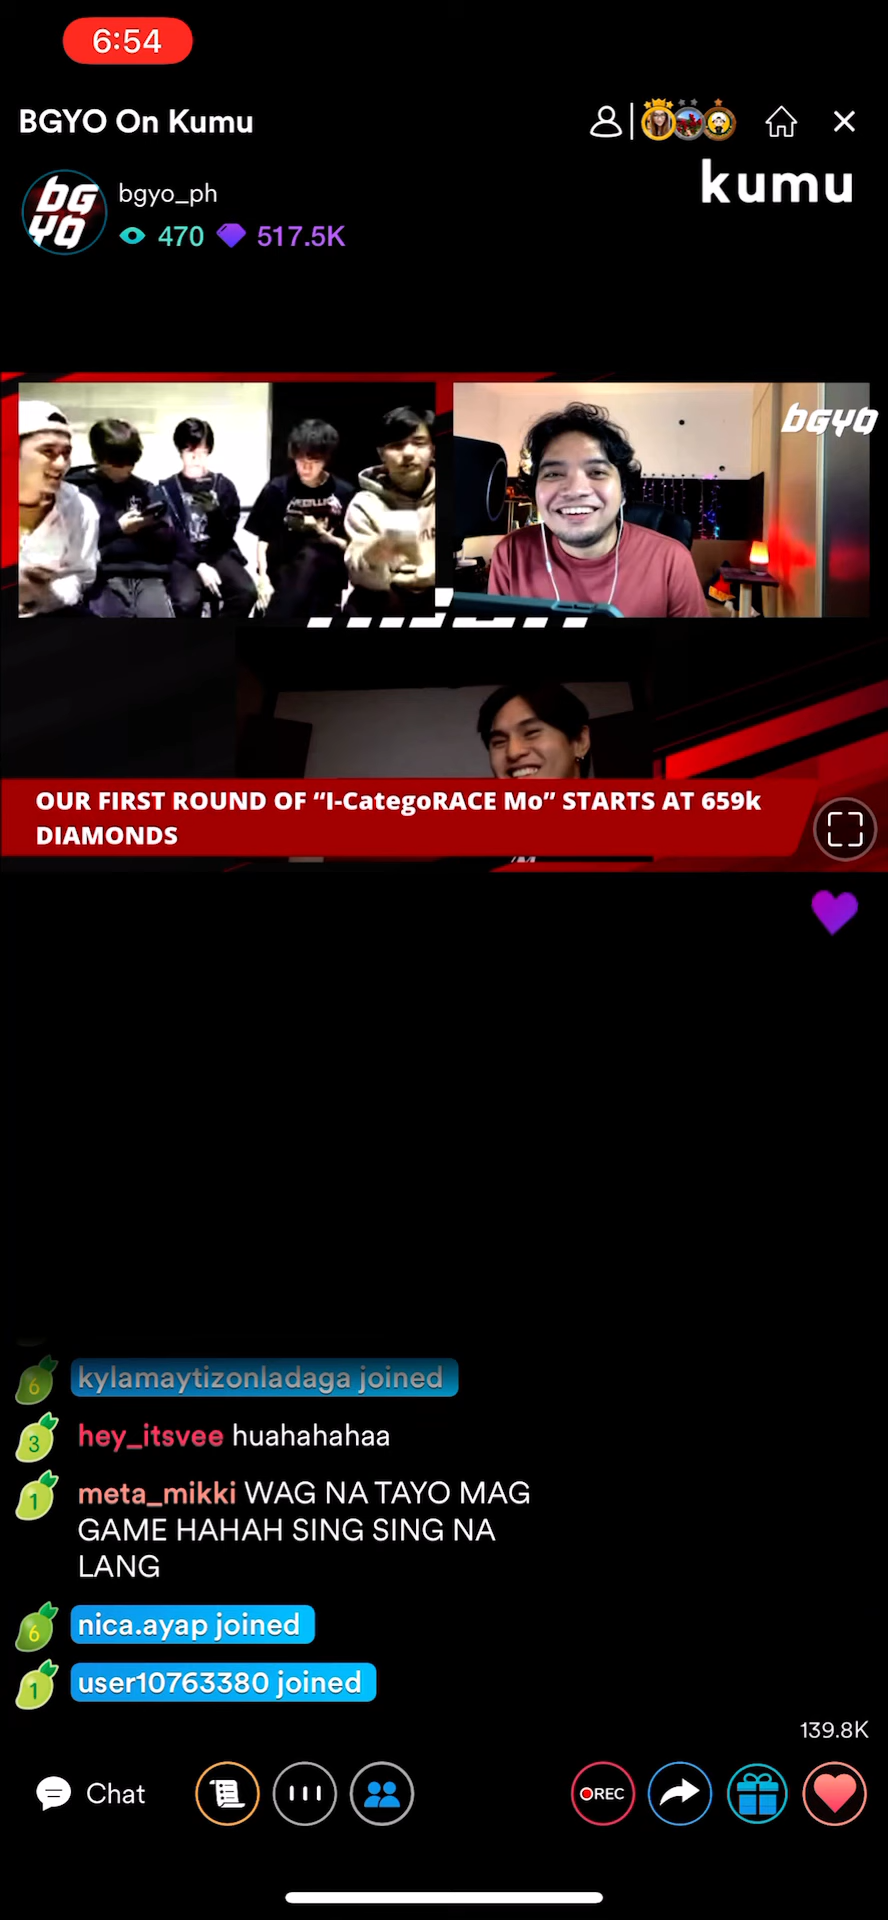 6:54
BGYO On Kumu
kumu
BG
YO
bgyo_ph
470 517.5K
BGYO
OUR FIRST ROUND OF “I-CategoRACE Mo” STARTS AT 659k
DIAMONDS
6 kylamaytizonladaga joined
3 hey_itsvee huahahahaa
1 meta_mikki WAG NA TAYO MAG
GAME HAHAH SING SING NA
LANG
6 nica.ayap joined
1 user10763380 joined
139.8K
Chat
REC